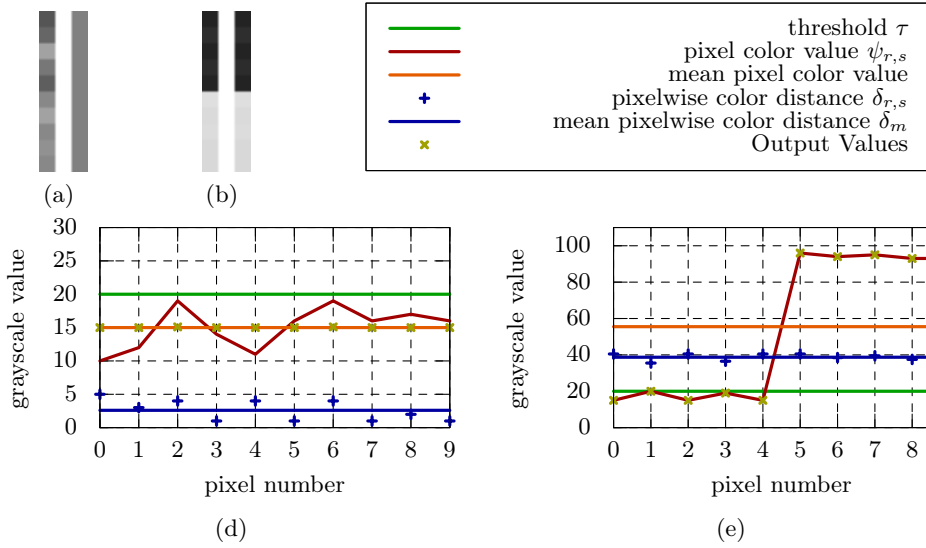 threshold τ
pixel color value ψr,s
mean pixel color value
pixelwise color distance δr,s
mean pixelwise color distance δm
Output Values
(a)
(b)
grayscale value
30
25
20
15
10
5
0
0 1 2 3 4 5 6 7 8 9
pixel number
(d)
grayscale value
100
80
60
40
20
0
0 1 2 3 4 5 6 7 8
pixel number
(e)